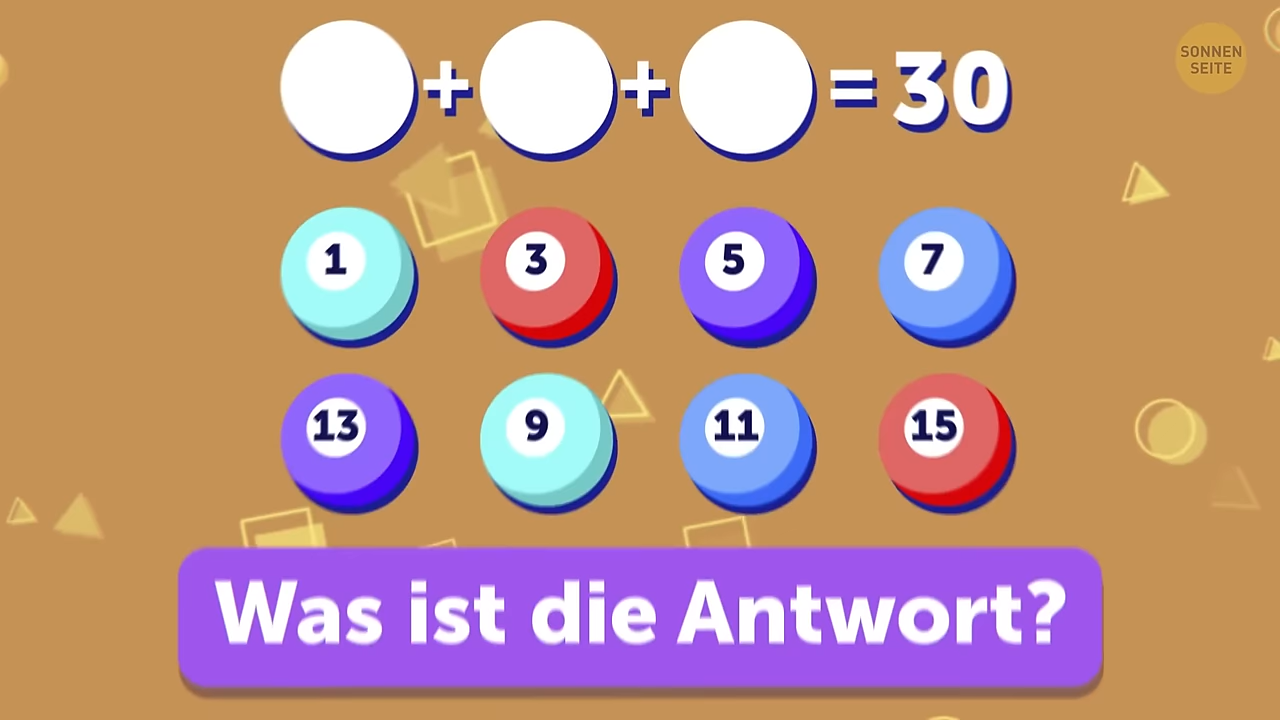 + + = 30
1 3 5 7
13 9 11 15
Was ist die Antwort?
SONNEN
SEITE